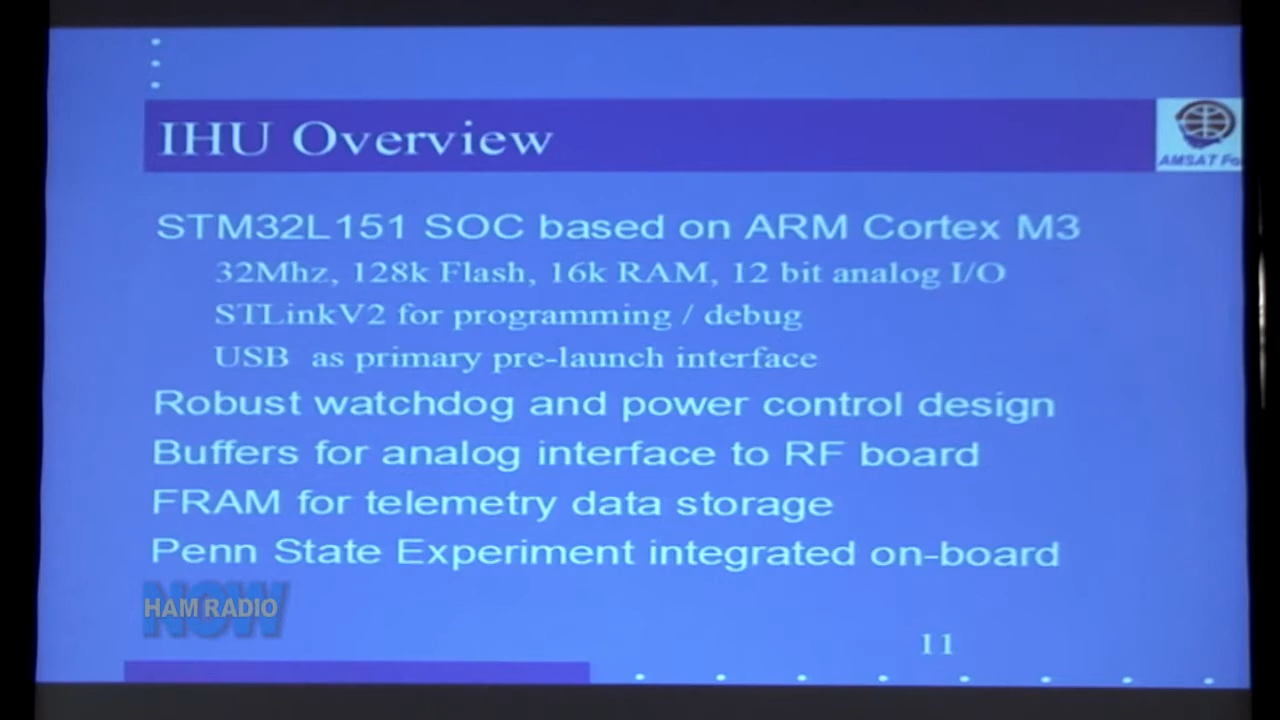 IHU Overview
AMSAT Fo
STM32L151 SOC based on ARM Cortex M3
32Mhz, 128k Flash, 16k RAM, 12 bit analog I/O
STLinkV2 for programming / debug
USB as primary pre-launch interface
Robust watchdog and power control design
Buffers for analog interface to RF board
FRAM for telemetry data storage
Penn State Experiment integrated on-board
HAM RADIO
NOW
11